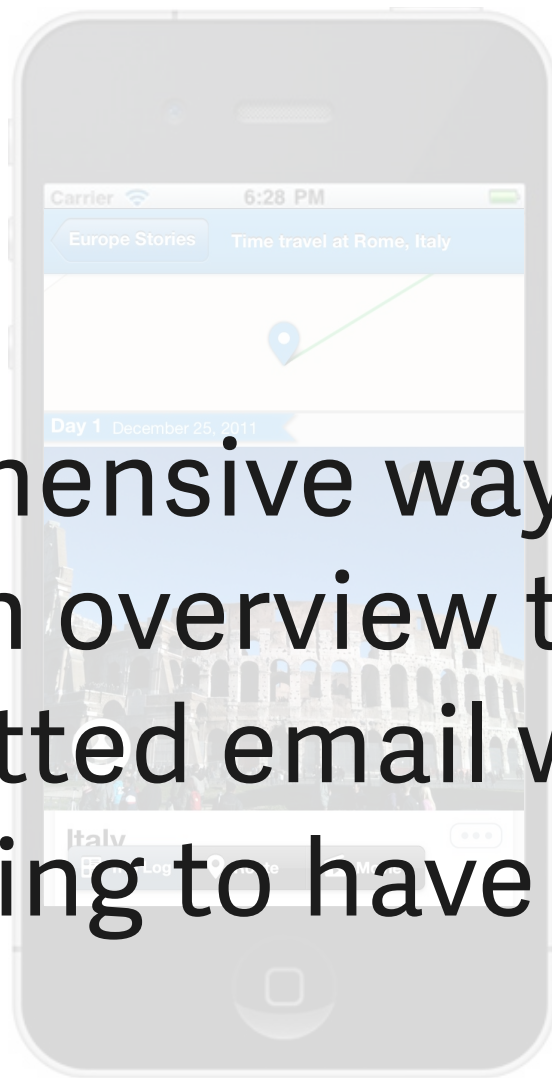 Carrier 6:28 PM
Europe Stories Time travel at Rome, Italy
Day 1 December 25, 2011
hensive way
overview t
tted email
Italy
ing to have